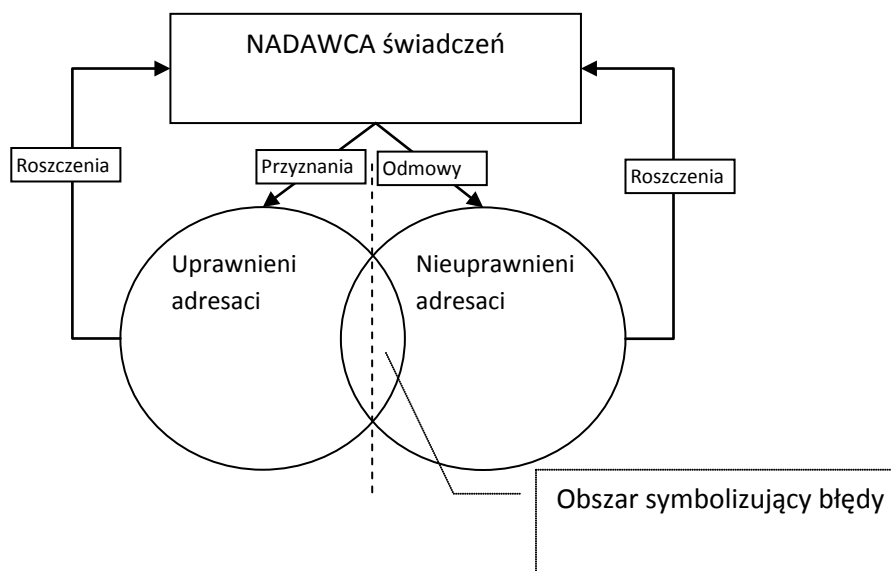 NADAWCA świadczeń
Roszczenia
Przyznania
Odmowy
Roszczenia
Uprawnieni
adresaci
Nieuprawnieni
adresaci
Obszar symbolizujący błędy